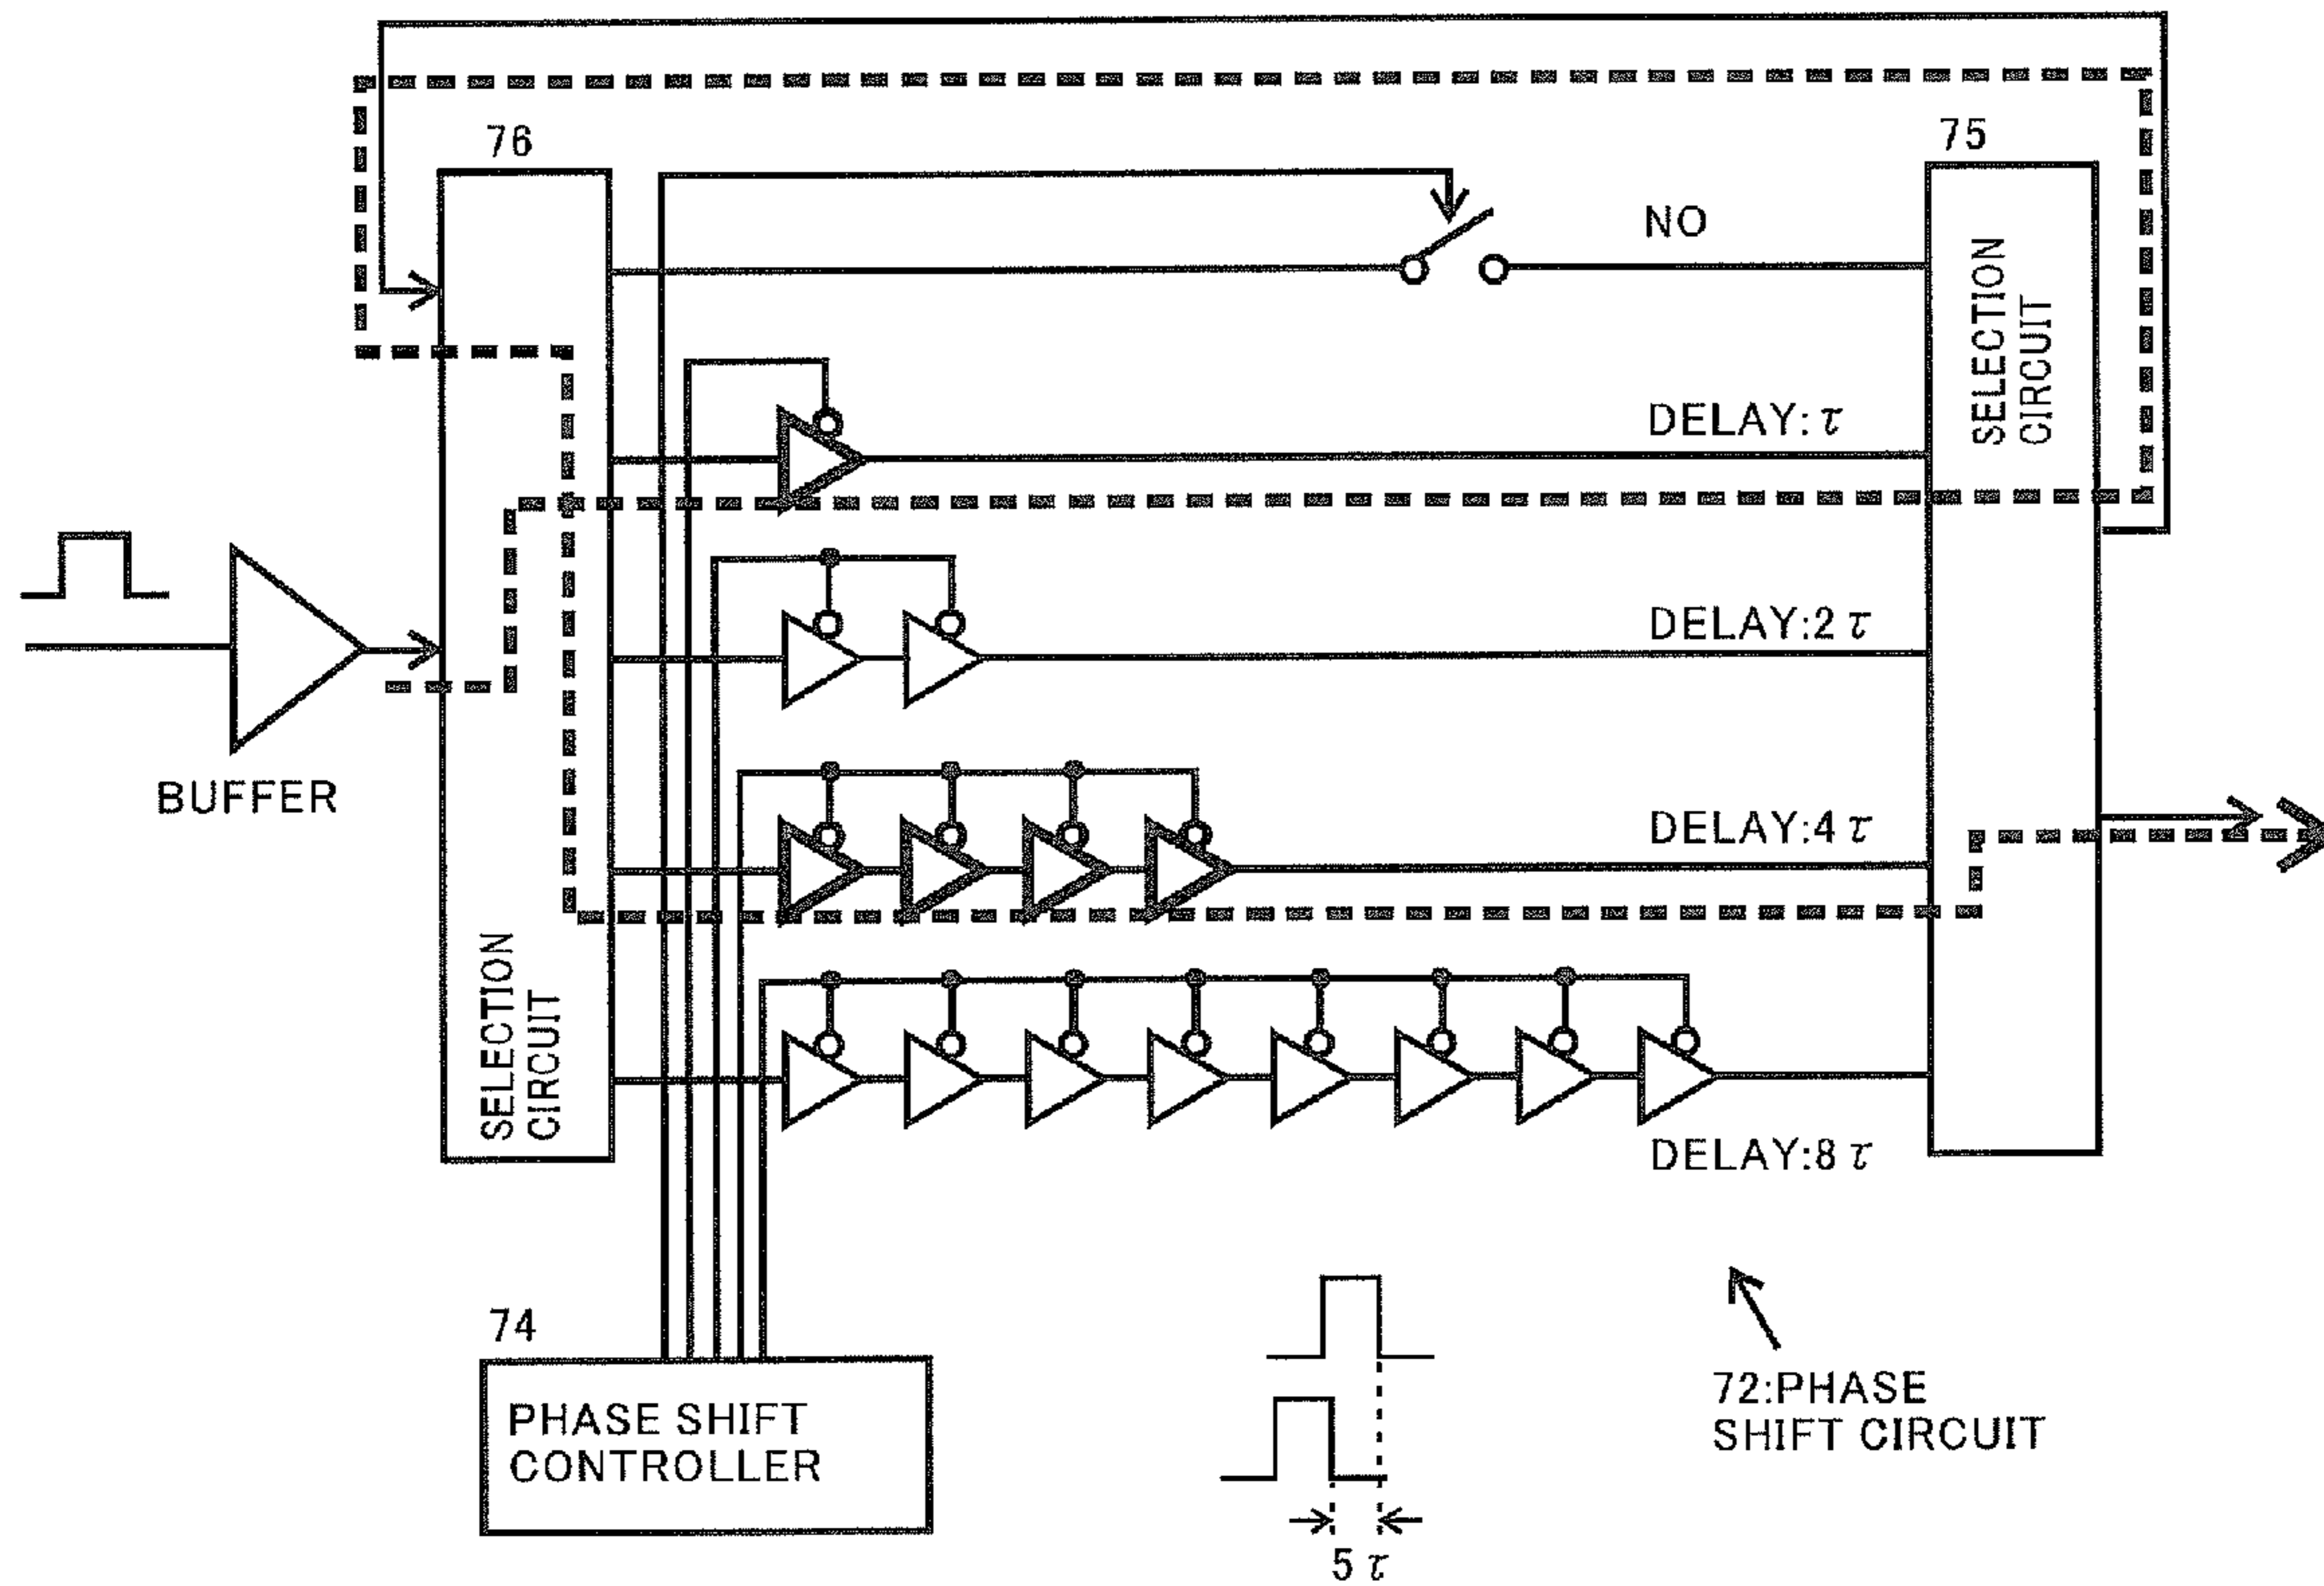 76
75
NO
SELECTION
CIRCUIT
DELAY: τ
DELAY:2 τ
BUFFER
DELAY:4 τ
SELECTION
CIRCUIT
DELAY:8 τ
74
PHASE SHIFT
CONTROLLER
72:PHASE
SHIFT CIRCUIT
5 τ